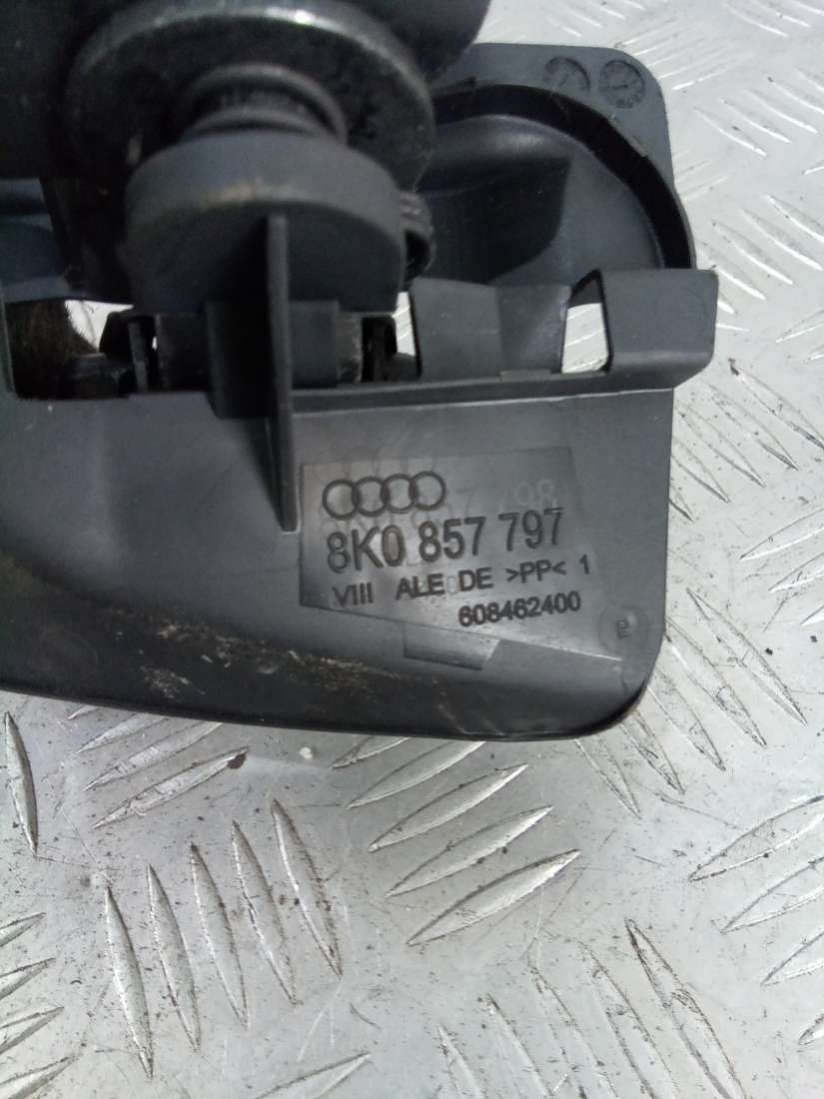 8K0 857 797
VIII ALE DE >PP< 1
608462400